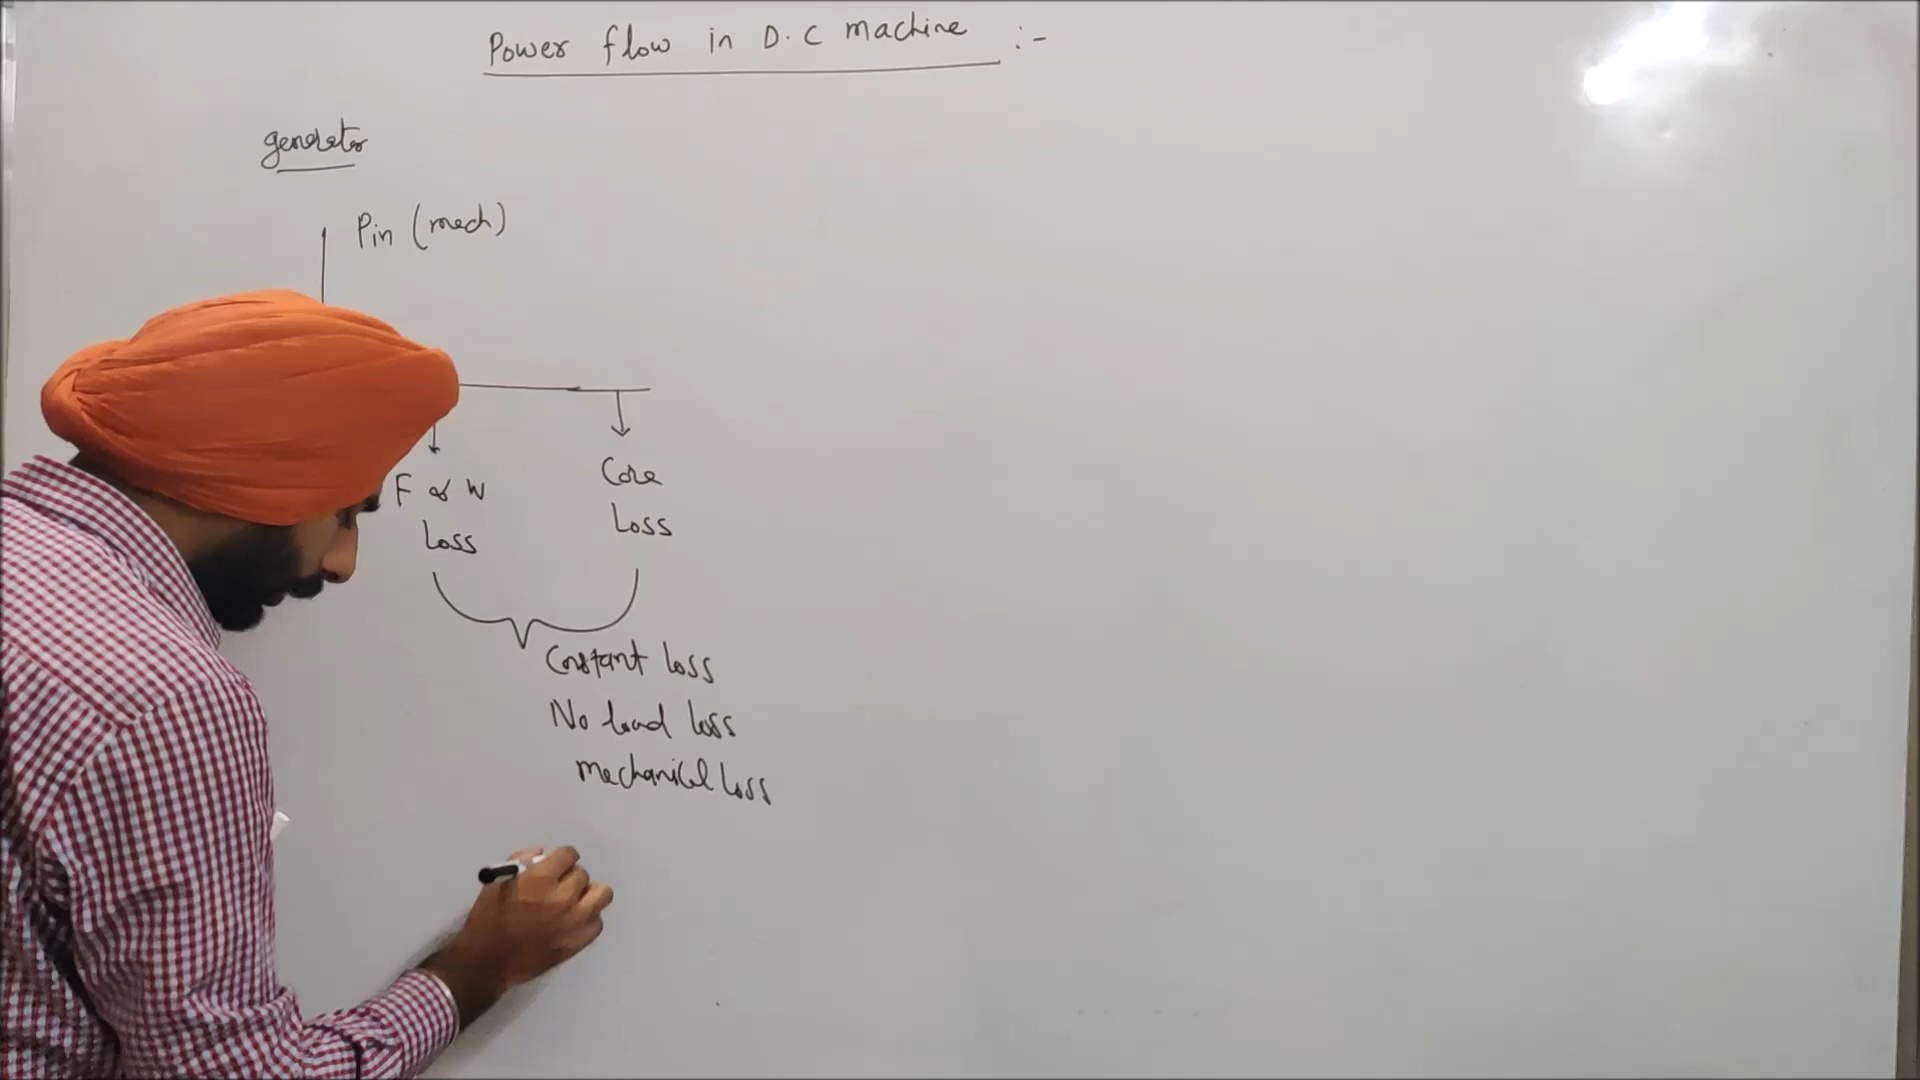 Power flow in D.C machine :-
generator
Pin (mech)
F & W
Loss
Core
Loss
Constant loss
No load loss
mechanical loss